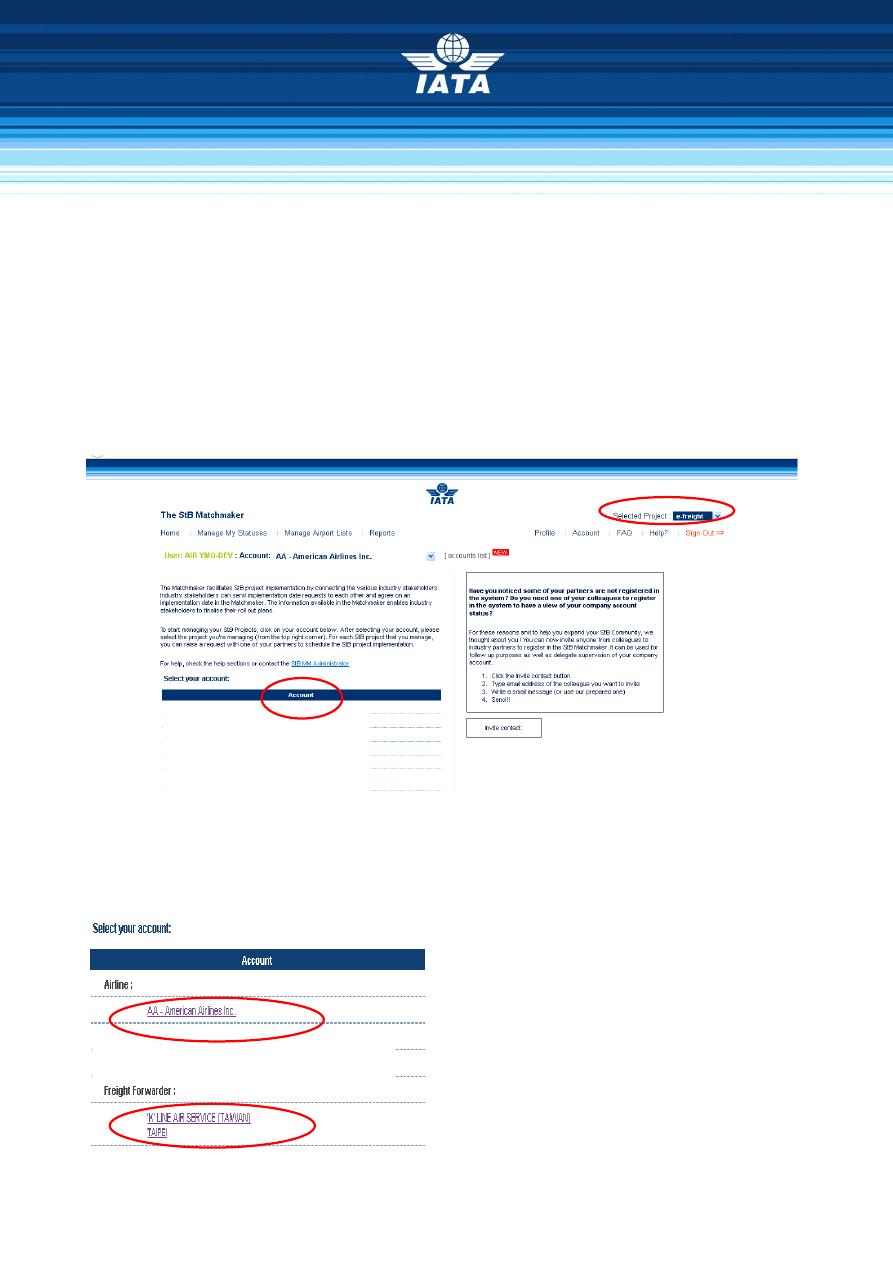 IATA
IATA
The StB Matchmaker
Selected Project : e-freight
Home Manage My Statuses Manage Airport Lists Reports
Profile Account FAQ Help? Sign Out ⇒
User: AIR YMQ-DEV : Account: AA - American Airlines Inc. [ accounts list ] NEW
The Matchmaker facilitates StB project implementation by connecting the various industry stakeholders.
Industry stakeholders can send implementation date requests to each other and agree on an
implementation date in the Matchmaker. The information available in the Matchmaker enables industry
stakeholders to finalise their roll out plans.
To start managing your StB Projects, click on your account below. After selecting your account, please
select the project you're managing (from the top right corner). For each StB project that you manage,
you can raise a request with one of your partners to schedule the StB project implementation.
For help, check the help sections or contact the StB MM Administrator
Select your account:
Account
Have you noticed some of your partners are not registered in
the system? Do you need one of your colleagues to register
in the system to have a view of your company account
status?
For these reasons and to help you expand your StB Community, we
thought about you! You can now invite anyone from colleagues to
industry partners to register in the StB Matchmaker. It can be used for
follow up purposes as well as delegate supervision of your company
account.
1. Click the Invite contact button
2. Type email address of the colleague you want to invite
3. Write a small message (or use our prepared one)
4. Send!!!
Invite contact
Select your account:
Account
Airline :
AA - American Airlines Inc.
Freight Forwarder :
'K' LINE AIR SERVICE (TAIWAN)
TAIPEI